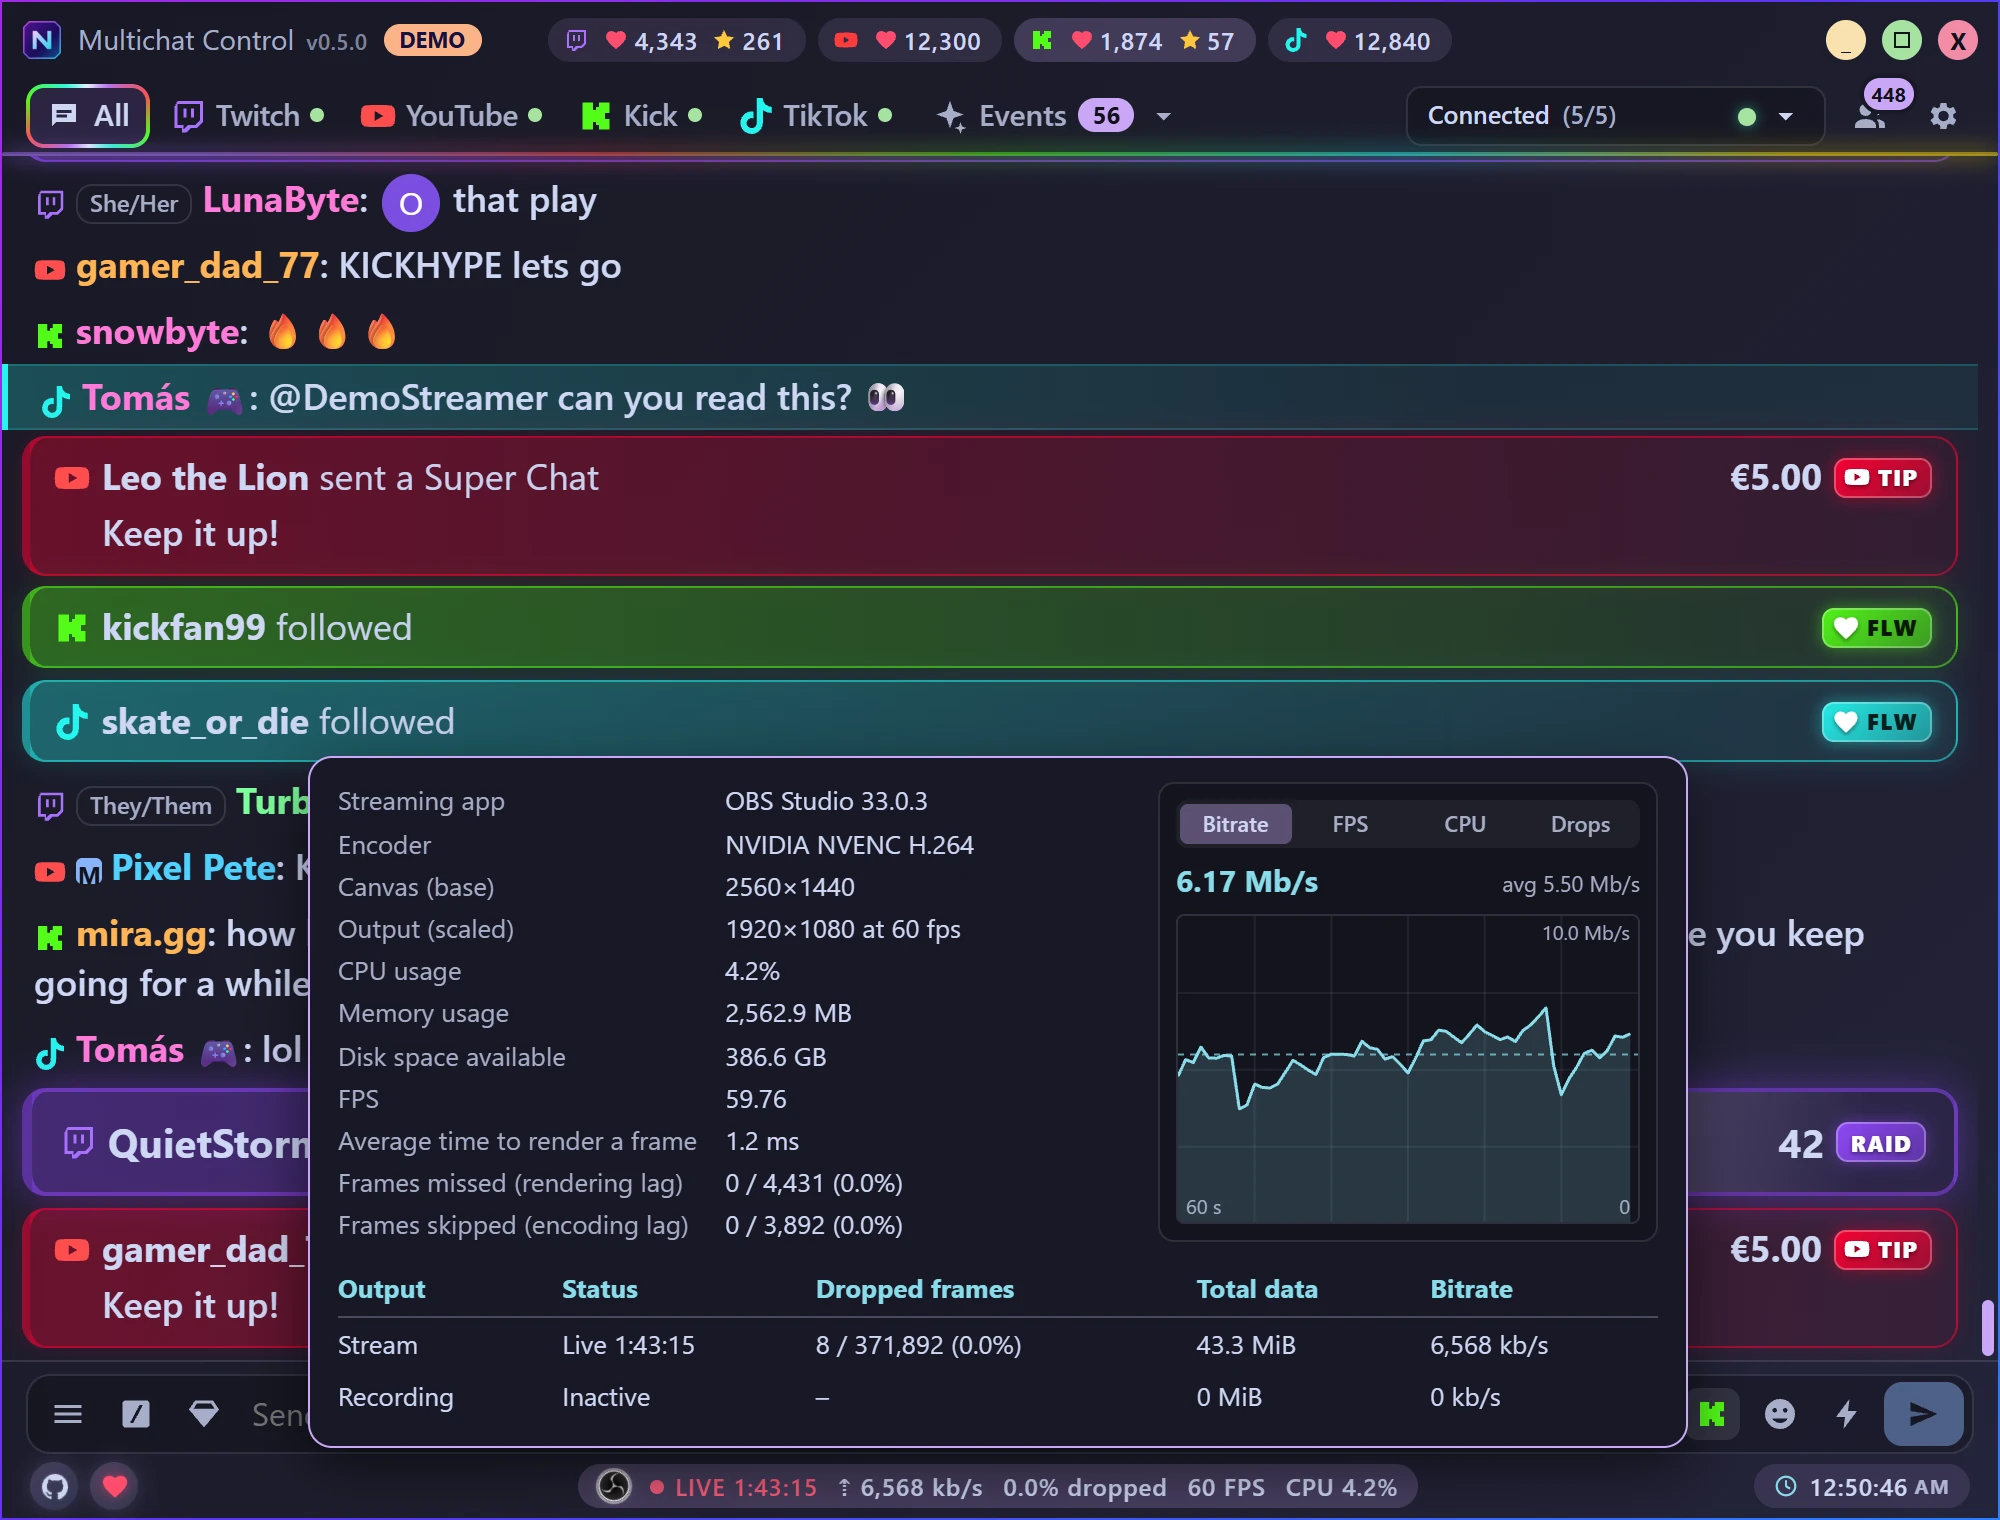 N Multichat Control v0.5.0 DEMO 4,343 261 12,300 1,874 57 12,840 _ X
All Twitch YouTube Kick TikTok Events 56 Connected (5/5) 448
She/Her LunaByte: O that play
gamer_dad_77: KICKHYPE lets go
snowbyte: 🔥 🔥 🔥
Tomás 🎮: @DemoStreamer can you read this? 👀
Leo the Lion sent a Super Chat €5.00 TIP
Keep it up!
kickfan99 followed FLW
skate_or_die followed FLW
They/Them Turb
M Pixel Pete: K
mira.gg: how e you keep
going for a while
Tomás 🎮: lol
QuietStorm 42 RAID
gamer_dad_ €5.00 TIP
Keep it up!
Streaming app OBS Studio 33.0.3
Encoder NVIDIA NVENC H.264
Canvas (base) 2560×1440
Output (scaled) 1920×1080 at 60 fps
CPU usage 4.2%
Memory usage 2,562.9 MB
Disk space available 386.6 GB
FPS 59.76
Average time to render a frame 1.2 ms
Frames missed (rendering lag) 0 / 4,431 (0.0%)
Frames skipped (encoding lag) 0 / 3,892 (0.0%)
Bitrate FPS CPU Drops
6.17 Mb/s avg 5.50 Mb/s
10.0 Mb/s
60 s 0
Output Status Dropped frames Total data Bitrate
Stream Live 1:43:15 8 / 371,892 (0.0%) 43.3 MiB 6,568 kb/s
Recording Inactive – 0 MiB 0 kb/s
Send
LIVE 1:43:15 6,568 kb/s 0.0% dropped 60 FPS CPU 4.2% 12:50:46 AM